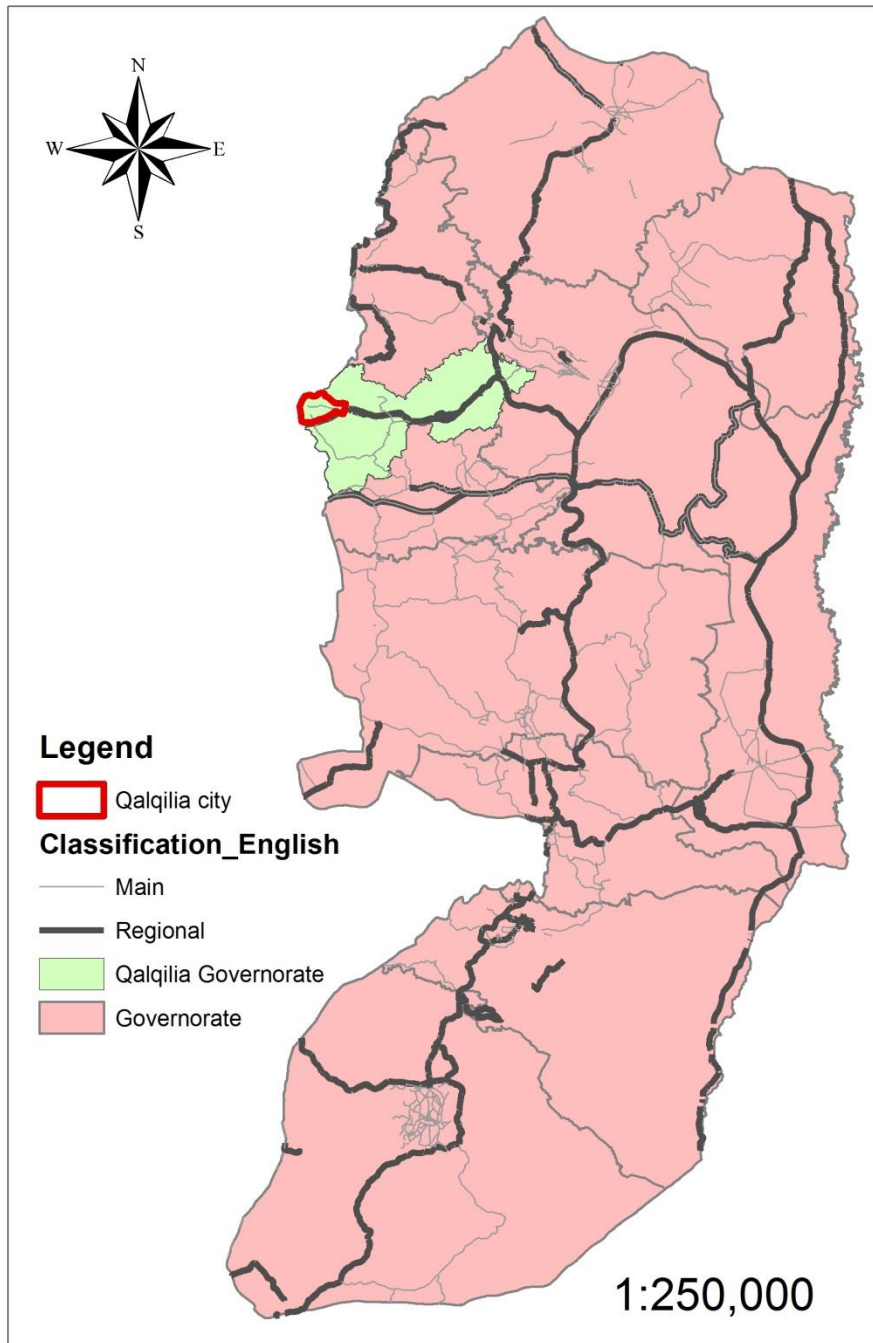 N
W
E
S
Legend
Qalqilia city
Classification_English
Main
Regional
Qalqilia Governorate
Governorate
1:250,000